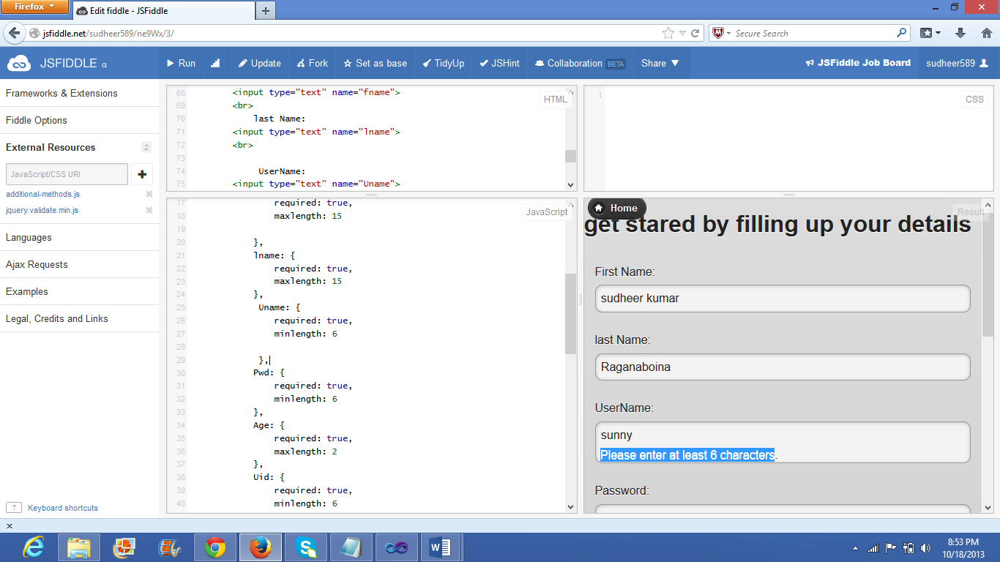 Firefox
Edit fiddle - JSFiddle
jsfiddle.net/sudheer589/ne9Wx/3/
Secure Search
JSFIDDLE α
Run
Update
Fork
Set as base
TidyUp
JSHint
Collaboration BETA
Share
JSFiddle Job Board
sudheer589
Frameworks & Extensions
Fiddle Options
External Resources 2
JavaScript/CSS URI
additional-methods.js
jquery.validate.min.js
Languages
Ajax Requests
Examples
Legal, Credits and Links
? Keyboard shortcuts
HTML
68 <input type="text" name="fname">
69 <br>
70 last Name:
71 <input type="text" name="lname">
72 <br>
73
74 UserName:
75 <input type="text" name="Uname">
CSS
1
JavaScript
17 required: true,
18 maxlength: 15
19
20 },
21 lname: {
22 required: true,
23 maxlength: 15
24 },
25 Uname: {
26 required: true,
27 minlength: 6
28
29 },
30 Pwd: {
31 required: true,
32 minlength: 6
33 },
34 Age: {
35 required: true,
36 maxlength: 2
37 },
38 Uid: {
39 required: true,
40 minlength: 6
Home
Result
get stared by filling up your details
First Name:
sudheer kumar
last Name:
Raganaboina
UserName:
sunny
Please enter at least 6 characters.
Password:
8:53 PM
10/18/2013